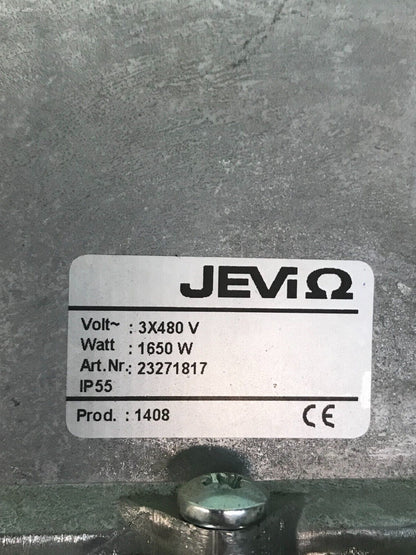 JEVI Ω
Volt~ : 3X480 V
Watt : 1650 W
Art.Nr.: 23271817
IP55
Prod. : 1408 CE